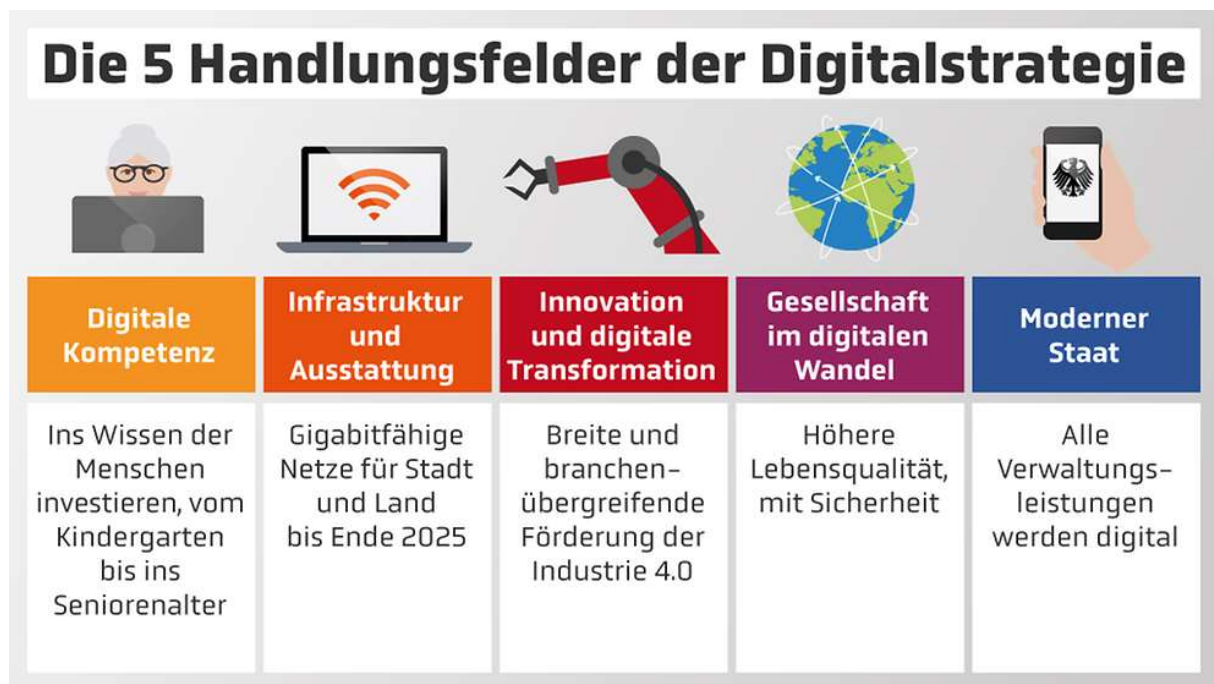 Die 5 Handlungsfelder der Digitalstrategie
Digitale
Kompetenz
Ins Wissen der
Menschen
investieren, vom
Kindergarten
bis ins
Seniorenalter
Infrastruktur
und
Ausstattung
Gigabitfähige
Netze für Stadt
und Land
bis Ende 2025
Innovation
und digitale
Transformation
Breite und
branchen-
übergreifende
Förderung der
Industrie 4.0
Gesellschaft
im digitalen
Wandel
Höhere
Lebensqualität,
mit Sicherheit
Moderner
Staat
Alle
Verwaltungs-
leistungen
werden digital